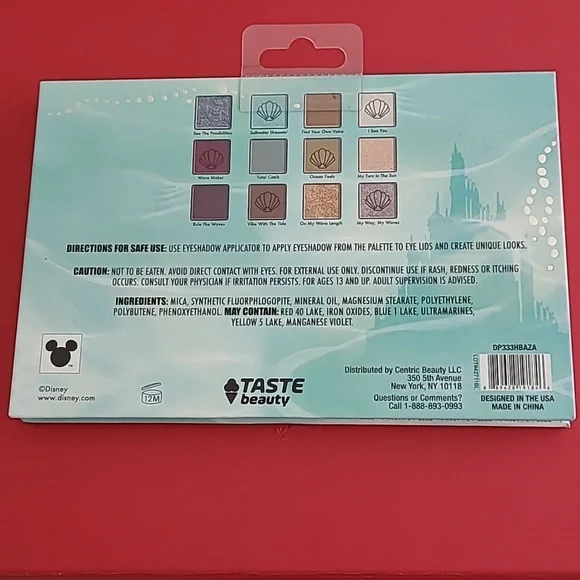 See The Possibilities Saltwater Dreamin' Find Your Own Voice I See You
Wave Maker Total Catch Ocean Feels My Turn In The Sun
Rule The Waves Vibe With The Tide On My Wave Length My Way, My Waves
DIRECTIONS FOR SAFE USE: USE EYESHADOW APPLICATOR TO APPLY EYESHADOW FROM THE PALETTE TO EYE LIDS AND CREATE UNIQUE LOOKS.
CAUTION: NOT TO BE EATEN. AVOID DIRECT CONTACT WITH EYES. FOR EXTERNAL USE ONLY. DISCONTINUE USE IF RASH, REDNESS OR ITCHING
OCCURS. CONSULT YOUR PHYSICIAN IF IRRITATION PERSISTS. FOR AGES 13 AND UP. ADULT SUPERVISION IS ADVISED.
INGREDIENTS: MICA, SYNTHETIC FLUORPHLOGOPITE, MINERAL OIL, MAGNESIUM STEARATE, POLYETHYLENE,
POLYBUTENE, PHENOXYETHANOL. MAY CONTAIN: RED 40 LAKE, IRON OXIDES, BLUE 1 LAKE, ULTRAMARINES,
YELLOW 5 LAKE, MANGANESE VIOLET.
TM
©Disney
www.disney.com
12M
TASTE
beauty
Distributed by Centric Beauty LLC
350 5th Avenue
New York, NY 10118
Questions or Comments?
Call 1-888-893-0993
DP333HBAZA
DESIGNED IN THE USA
MADE IN CHINA